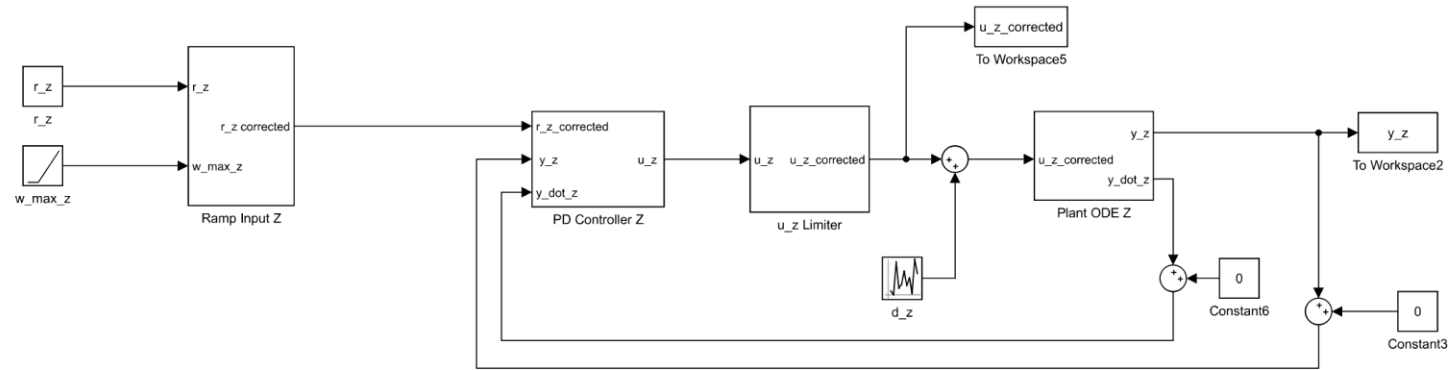 r_z
r_z
w_max_z
r_z
r_z corrected
w_max_z
Ramp Input Z
r_z_corrected
y_z
u_z
y_dot_z
PD Controller Z
u_z
u_z_corrected
u_z Limiter
u_z_corrected
To Workspace5
+
+
d_z
u_z_corrected
y_z
y_dot_z
Plant ODE Z
y_z
To Workspace2
+
+
0
Constant6
+
+
0
Constant3